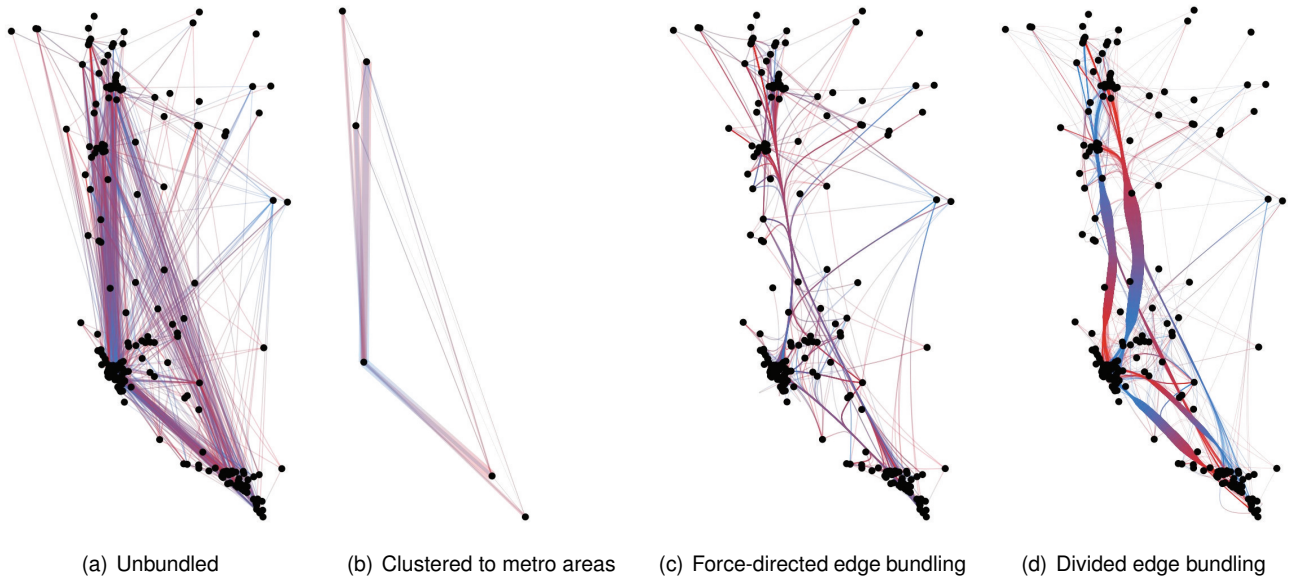 (a) Unbundled
(b) Clustered to metro areas
(c) Force-directed edge bundling
(d) Divided edge bundling